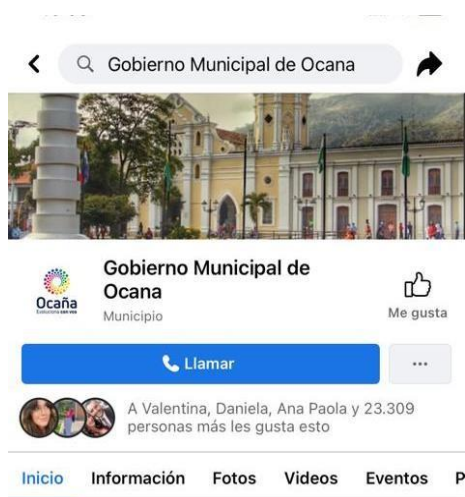 Gobierno Municipal de Ocana
Gobierno Municipal de
Ocana
Municipio
Ocaña
Me gusta
Llamar
A Valentina, Daniela, Ana Paola y 23.309
personas más les gusta esto
Inicio Información Fotos Videos Eventos P